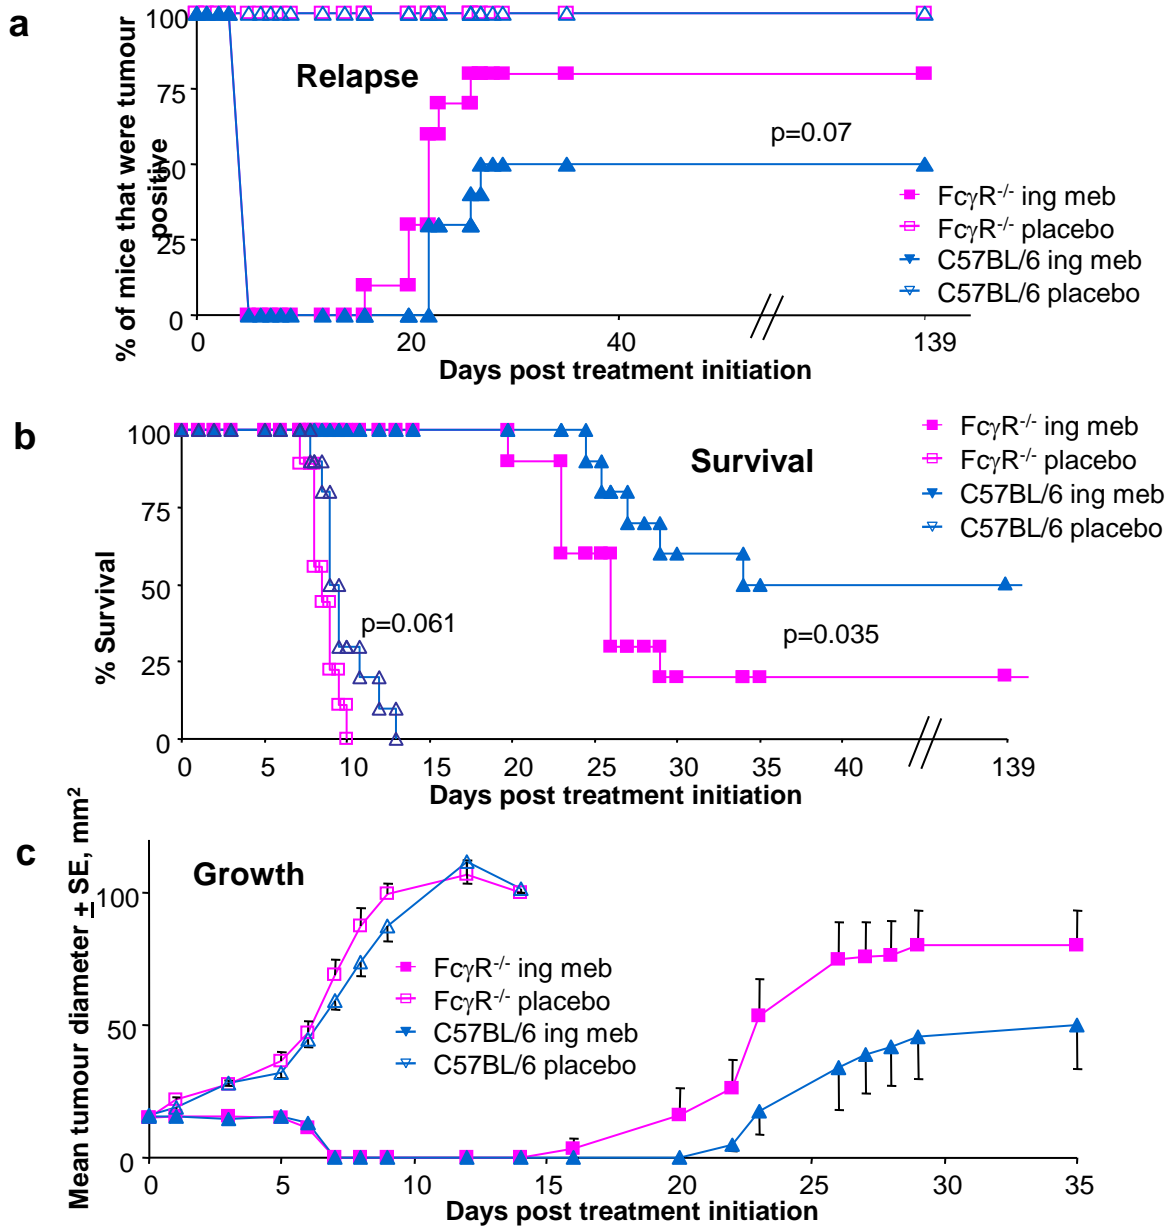 a
Relapse
% of mice that were tumour
positive
100
75
50
25
0
p=0.07
FcγR-/- ing meb
FcγR-/- placebo
C57BL/6 ing meb
C57BL/6 placebo
0 20 40 139
Days post treatment initiation
b
Survival
% Survival
100
75
50
25
0
p=0.061
p=0.035
FcγR-/- ing meb
FcγR-/- placebo
C57BL/6 ing meb
C57BL/6 placebo
0 5 10 15 20 25 30 35 40 139
Days post treatment initiation
c
Growth
Mean tumour diameter ± SE, mm²
100
50
0
FcγR-/- ing meb
FcγR-/- placebo
C57BL/6 ing meb
C57BL/6 placebo
0 5 10 15 20 25 30 35
Days post treatment initiation